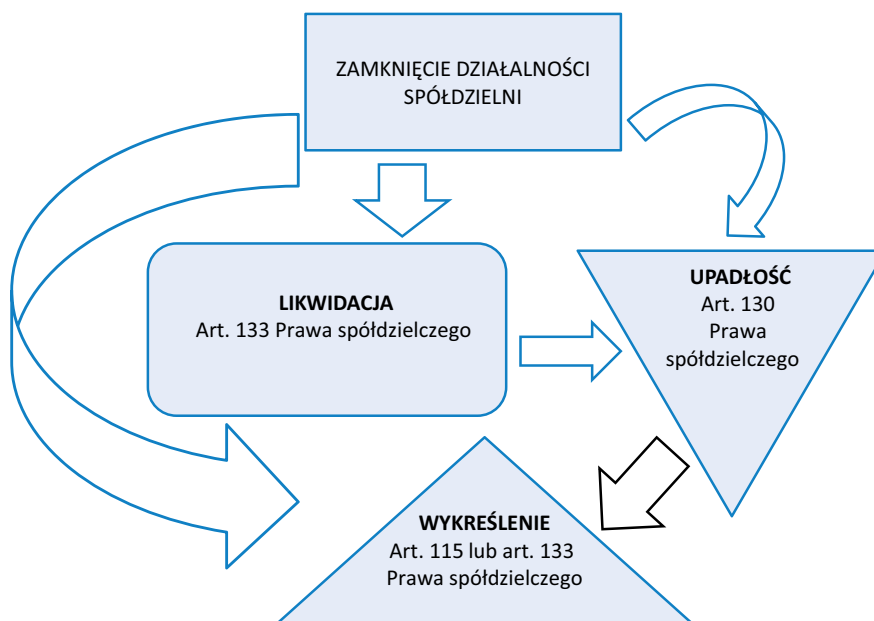 ZAMKNIĘCIE DZIAŁALNOŚCI
SPÓŁDZIELNI
LIKWIDACJA
Art. 133 Prawa spółdzielczego
UPADŁOŚĆ
Art. 130
Prawa
spółdzielczego
WYKREŚLENIE
Art. 115 lub art. 133
Prawa spółdzielczego